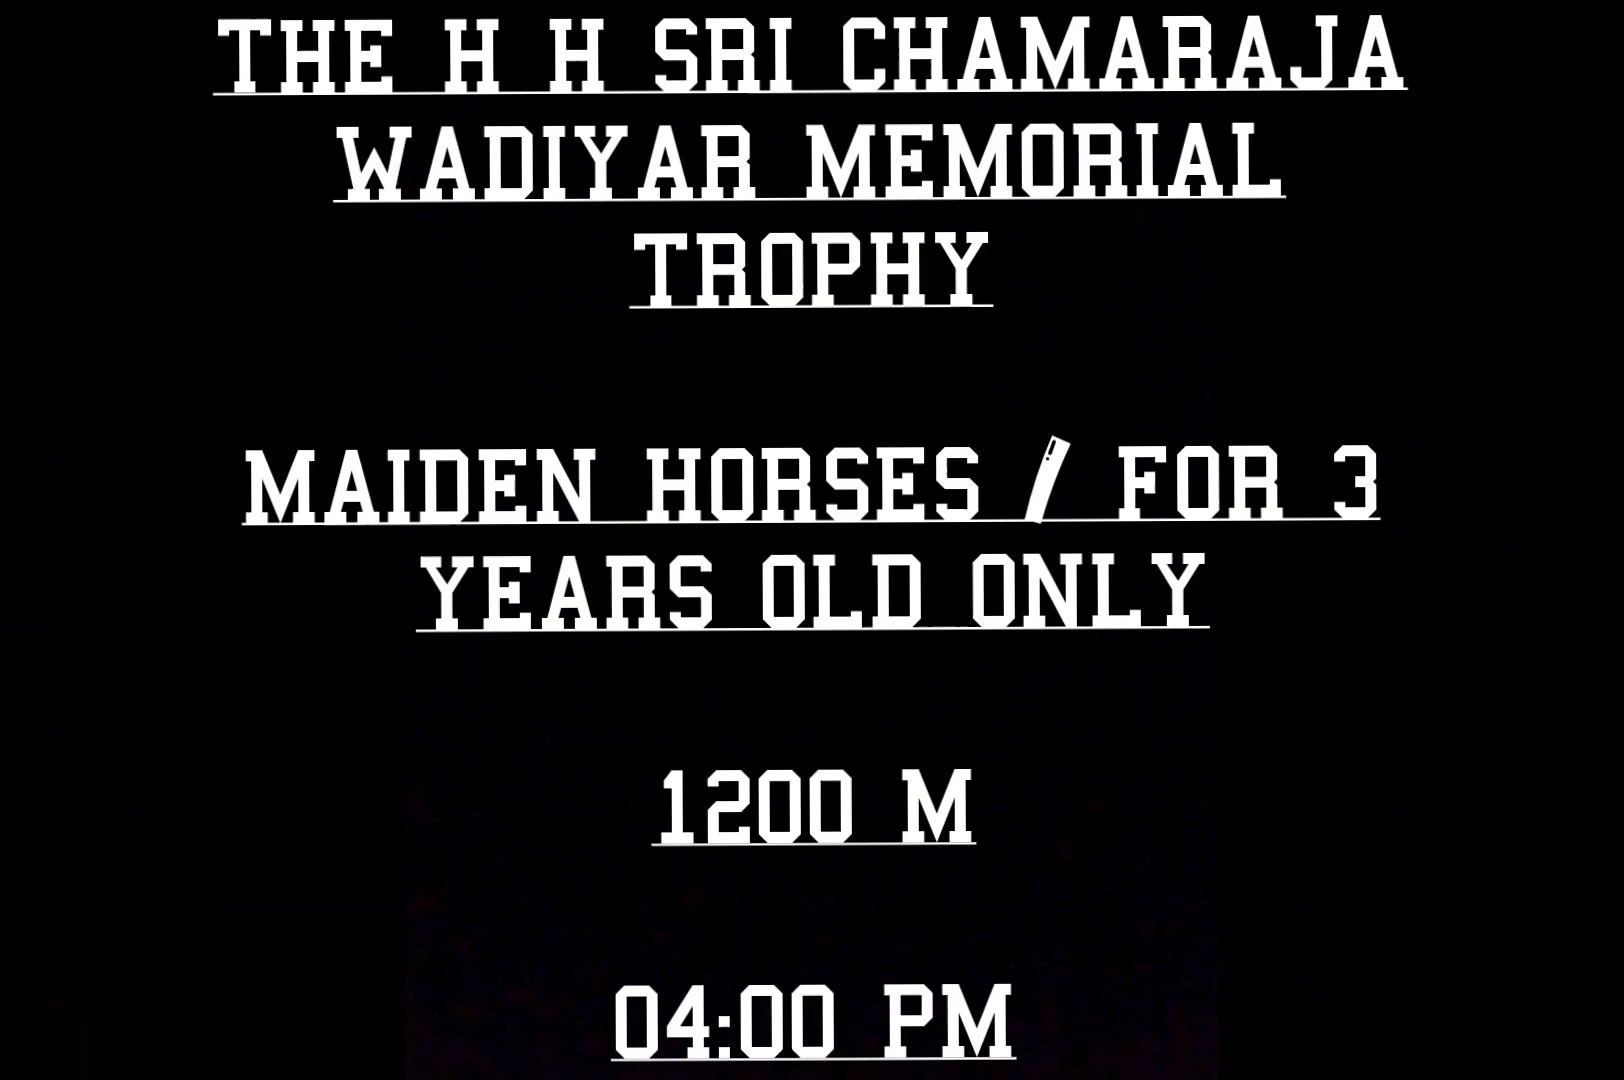 THE H H SRI CHAMARAJA
WADIYAR MEMORIAL
TROPHY
MAIDEN HORSES / FOR 3
YEARS OLD ONLY
1200 M
04:00 PM